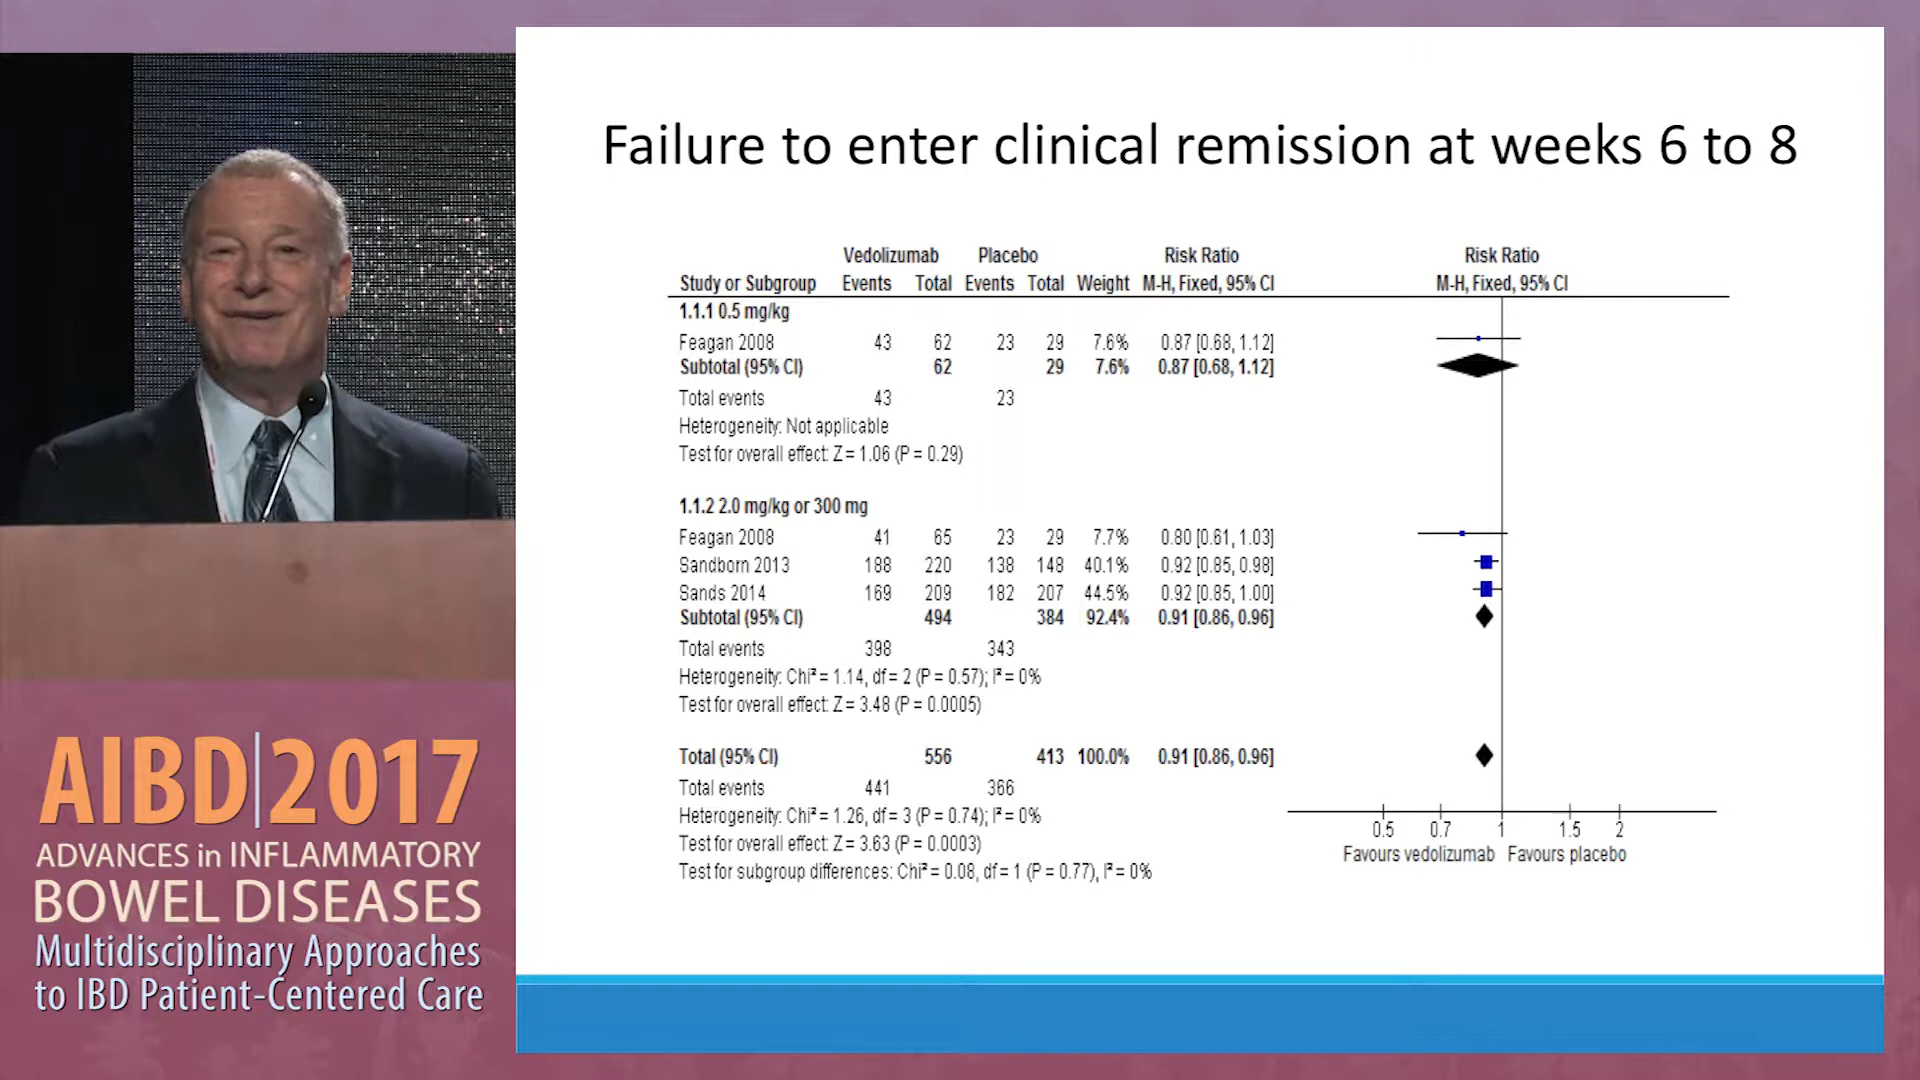 Failure to enter clinical remission at weeks 6 to 8
Vedolizumab Placebo Risk Ratio Risk Ratio
Study or Subgroup Events Total Events Total Weight M-H, Fixed, 95% CI M-H, Fixed, 95% CI
1.1.1 0.5 mg/kg
Feagan 2008 43 62 23 29 7.6% 0.87 [0.68, 1.12]
Subtotal (95% CI) 62 29 7.6% 0.87 [0.68, 1.12]
Total events 43 23
Heterogeneity: Not applicable
Test for overall effect: Z = 1.06 (P = 0.29)
1.1.2 2.0 mg/kg or 300 mg
Feagan 2008 41 65 23 29 7.7% 0.80 [0.61, 1.03]
Sandborn 2013 188 220 138 148 40.1% 0.92 [0.85, 0.98]
Sands 2014 169 209 182 207 44.5% 0.92 [0.85, 1.00]
Subtotal (95% CI) 494 384 92.4% 0.91 [0.86, 0.96]
Total events 398 343
Heterogeneity: Chi² = 1.14, df = 2 (P = 0.57); I² = 0%
Test for overall effect: Z = 3.48 (P = 0.0005)
Total (95% CI) 556 413 100.0% 0.91 [0.86, 0.96]
Total events 441 366
Heterogeneity: Chi² = 1.26, df = 3 (P = 0.74); I² = 0%
Test for overall effect: Z = 3.63 (P = 0.0003)
Test for subgroup differences: Chi² = 0.08, df = 1 (P = 0.77), I² = 0%
0.5 0.7 1 1.5 2
Favours vedolizumab Favours placebo
AIBD|2017
ADVANCES in INFLAMMATORY
BOWEL DISEASES
Multidisciplinary Approaches
to IBD Patient-Centered Care